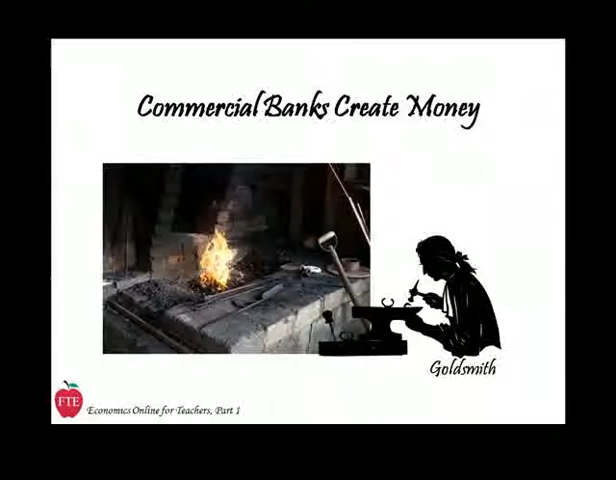 Commercial Banks Create Money
Goldsmith
FTE
Economics Online for Teachers, Part 1